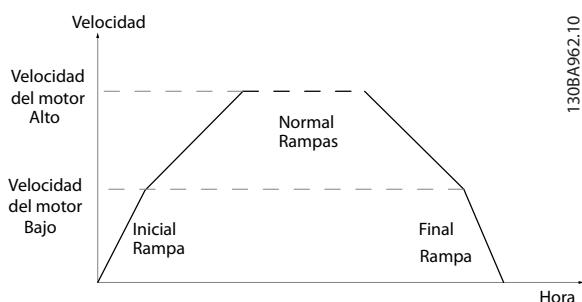 Velocidad
Velocidad
del motor
Alto
Normal
Rampas
Velocidad
del motor
Bajo
Inicial
Rampa
Final
Rampa
Hora
130BA962.10